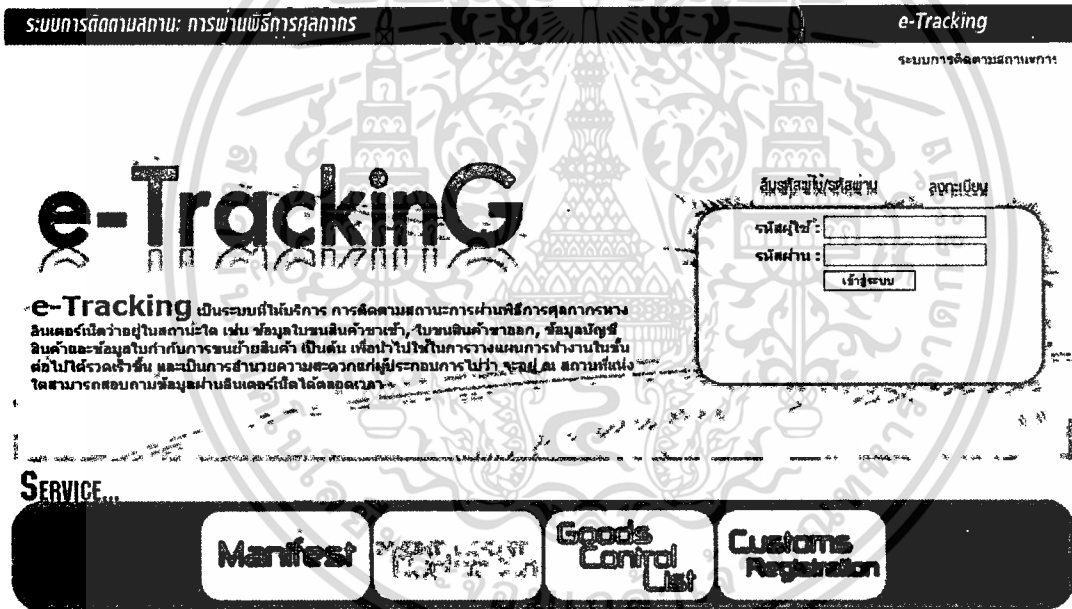 ระบบการติดตามสถานะ การผ่านพิธีการศุลกากร
e-Tracking
ระบบการติดตามสถานะการ
e-TrackinG
ลืมรหัสผู้ใช้/รหัสผ่าน
ลงทะเบียน
รหัสผู้ใช้ :
รหัสผ่าน :
เข้าสู่ระบบ
e-Tracking เป็นระบบที่ให้บริการ การติดตามสถานะการผ่านพิธีการศุลกากรทาง
อินเตอร์เน็ตว่าอยู่ในสถานะใด เช่น ข้อมูลใบขนสินค้าขาเข้า, ใบขนสินค้าขาออก, ข้อมูลบัญชี
สินค้าและข้อมูลใบกำกับการขนย้ายสินค้า เป็นต้น เพื่อนำไปใช้ในการวางแผนการทำงานในขั้น
ต่อไปได้รวดเร็วขึ้น และเป็นการอำนวยความสะดวกแก่ผู้ประกอบการไม่ว่า จะอยู่ ณ สถานที่แห่ง
ใดสามารถสอบถามข้อมูลผ่านอินเตอร์เน็ตได้ตลอดเวลา
SERVICE...
Manifest
Goods
Control
List
Customs
Registration